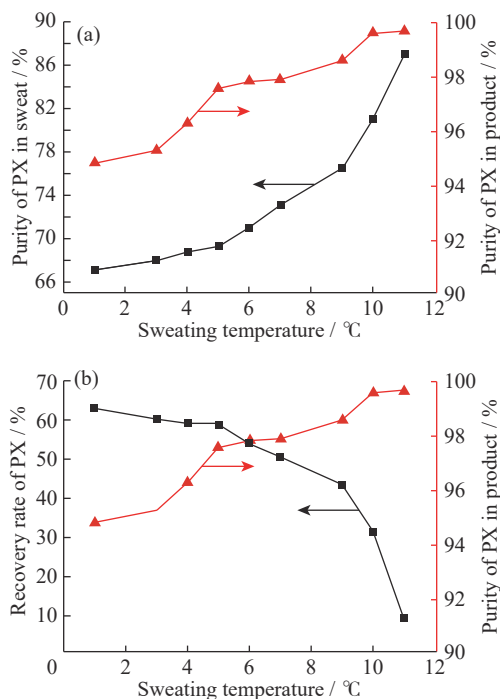 (a)
Purity of PX in sweat / %
90
86
82
78
74
70
66
Purity of PX in product / %
100
98
95
94
92
90
0 2 4 6 8 10 12
Sweating temperature / ℃
(b)
Recovery rate of PX / %
70
60
50
40
30
20
10
0
Purity of PX in product / %
100
98
95
94
92
90
0 2 4 6 8 10 12
Sweating temperature / ℃